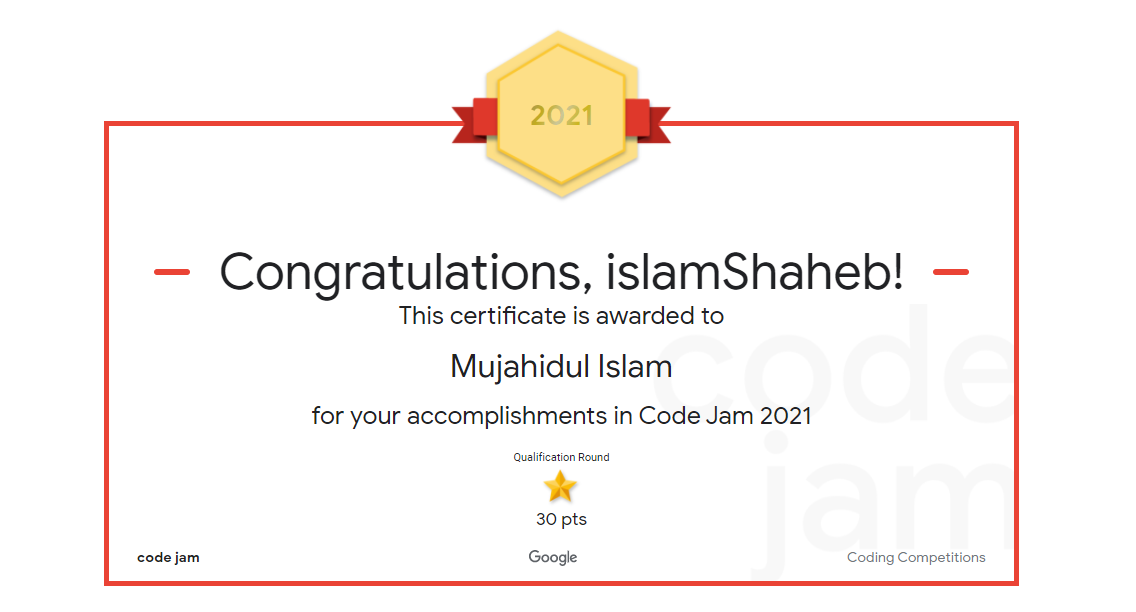 2021
Congratulations, islamShaheb!
This certificate is awarded to
Mujahidul Islam
for your accomplishments in Code Jam 2021
Qualification Round
30 pts
code jam
Google
Coding Competitions
code
jam